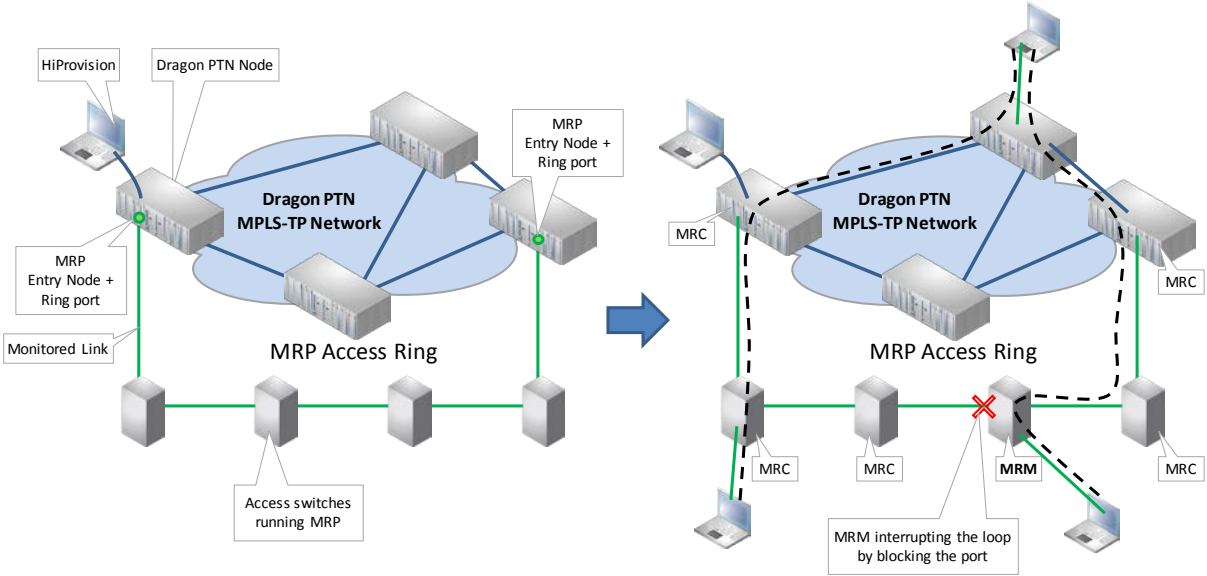 HiProvision
Dragon PTN Node
MRP
Entry Node +
Ring port
Dragon PTN
MPLS-TP Network
MRP
Entry Node +
Ring port
Monitored Link
MRP Access Ring
Access switches
running MRP
Dragon PTN
MPLS-TP Network
MRC
MRC
MRP Access Ring
MRC
MRC
MRM
MRC
MRM interrupting the loop
by blocking the port